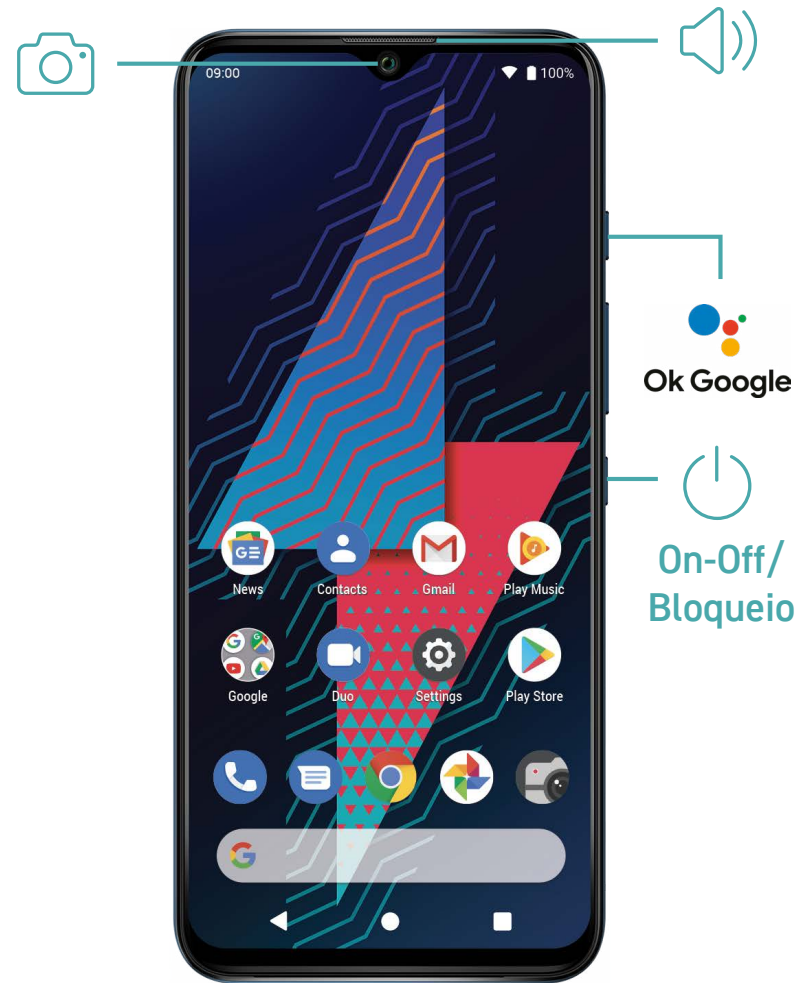 09:00
100%
Ok Google
On-Off/
Bloqueio
News
Contacts
Gmail
Play Music
Google
Duo
Settings
Play Store